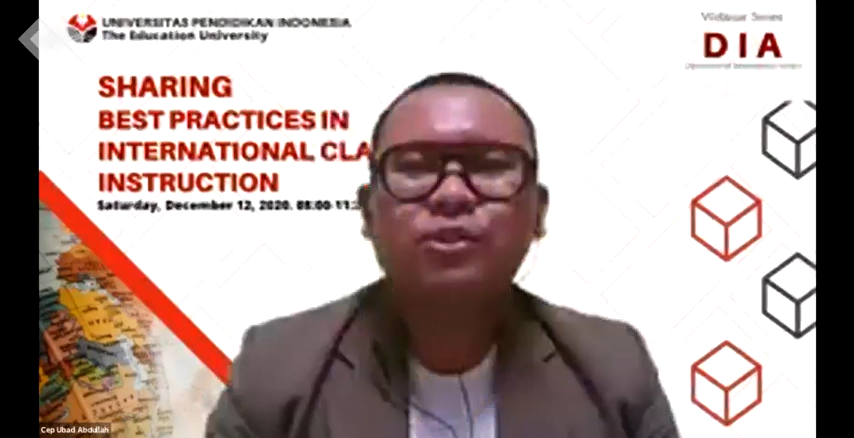 UNIVERSITAS PENDIDIKAN INDONESIA
The Education University
DIA
SHARING
BEST PRACTICES IN
INTERNATIONAL CLA
INSTRUCTION
Saturday, December 12, 2020. 08:00-11:
Cep Ubad Abdullah